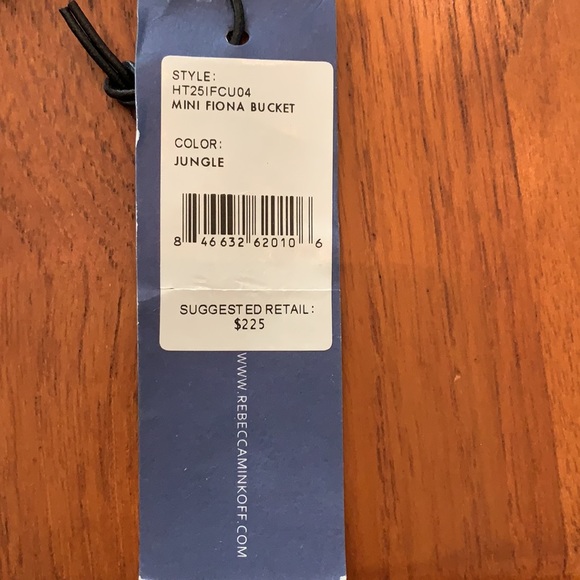 STYLE:
HT25IFCU04
MINI FIONA BUCKET
COLOR:
JUNGLE
8 46632 62010 6
SUGGESTED RETAIL:
$225
WWW.REBECCAMINKOFF.COM